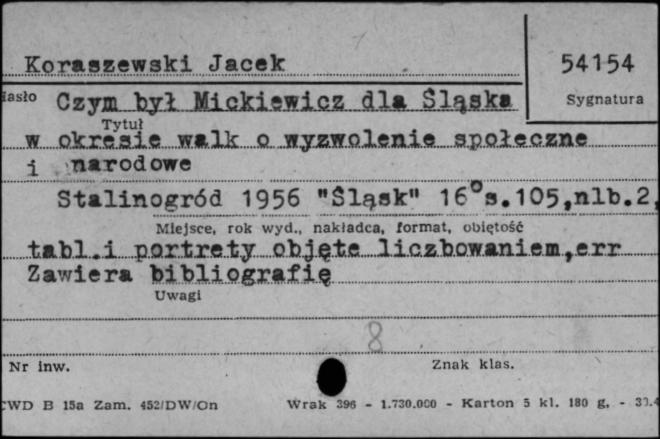 Koraszewski Jacek
54154
Hasło
Sygnatura
Czym był Mickiewicz dla Śląska
Tytuł
w okresie walk o wyzwolenie społeczne
i narodowe
Stalinogród 1956 "Śląsk" 16° s.105,nlb.2,
Miejsce, rok wyd., nakładca, format, objętość
tabl.i portrety objęte liczbowaniem,err
Zawiera bibliografię
Uwagi
8
Nr inw.
Znak klas.
CWD B 15a Zam. 452/DW/On Wrak 396 - 1.730.000 - Karton 5 kl. 180 g.